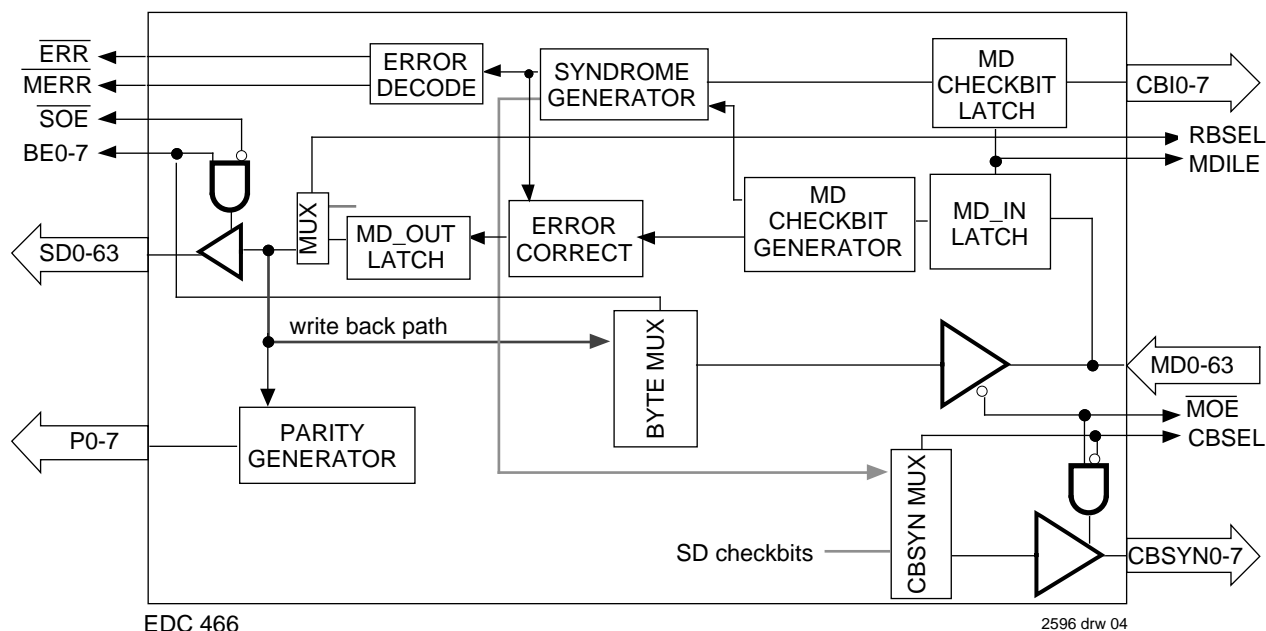 ERR
MERR
SOE
BE0-7
SD0-63
P0-7
ERROR
DECODE
SYNDROME
GENERATOR
MD
CHECKBIT
LATCH
CBI0-7
RBSEL
MDILE
MUX
MD_OUT
LATCH
ERROR
CORRECT
MD
CHECKBIT
GENERATOR
MD_IN
LATCH
write back path
BYTE MUX
MD0-63
MOE
CBSEL
PARITY
GENERATOR
CBSYN MUX
SD checkbits
CBSYN0-7
EDC 466
2596 drw 04